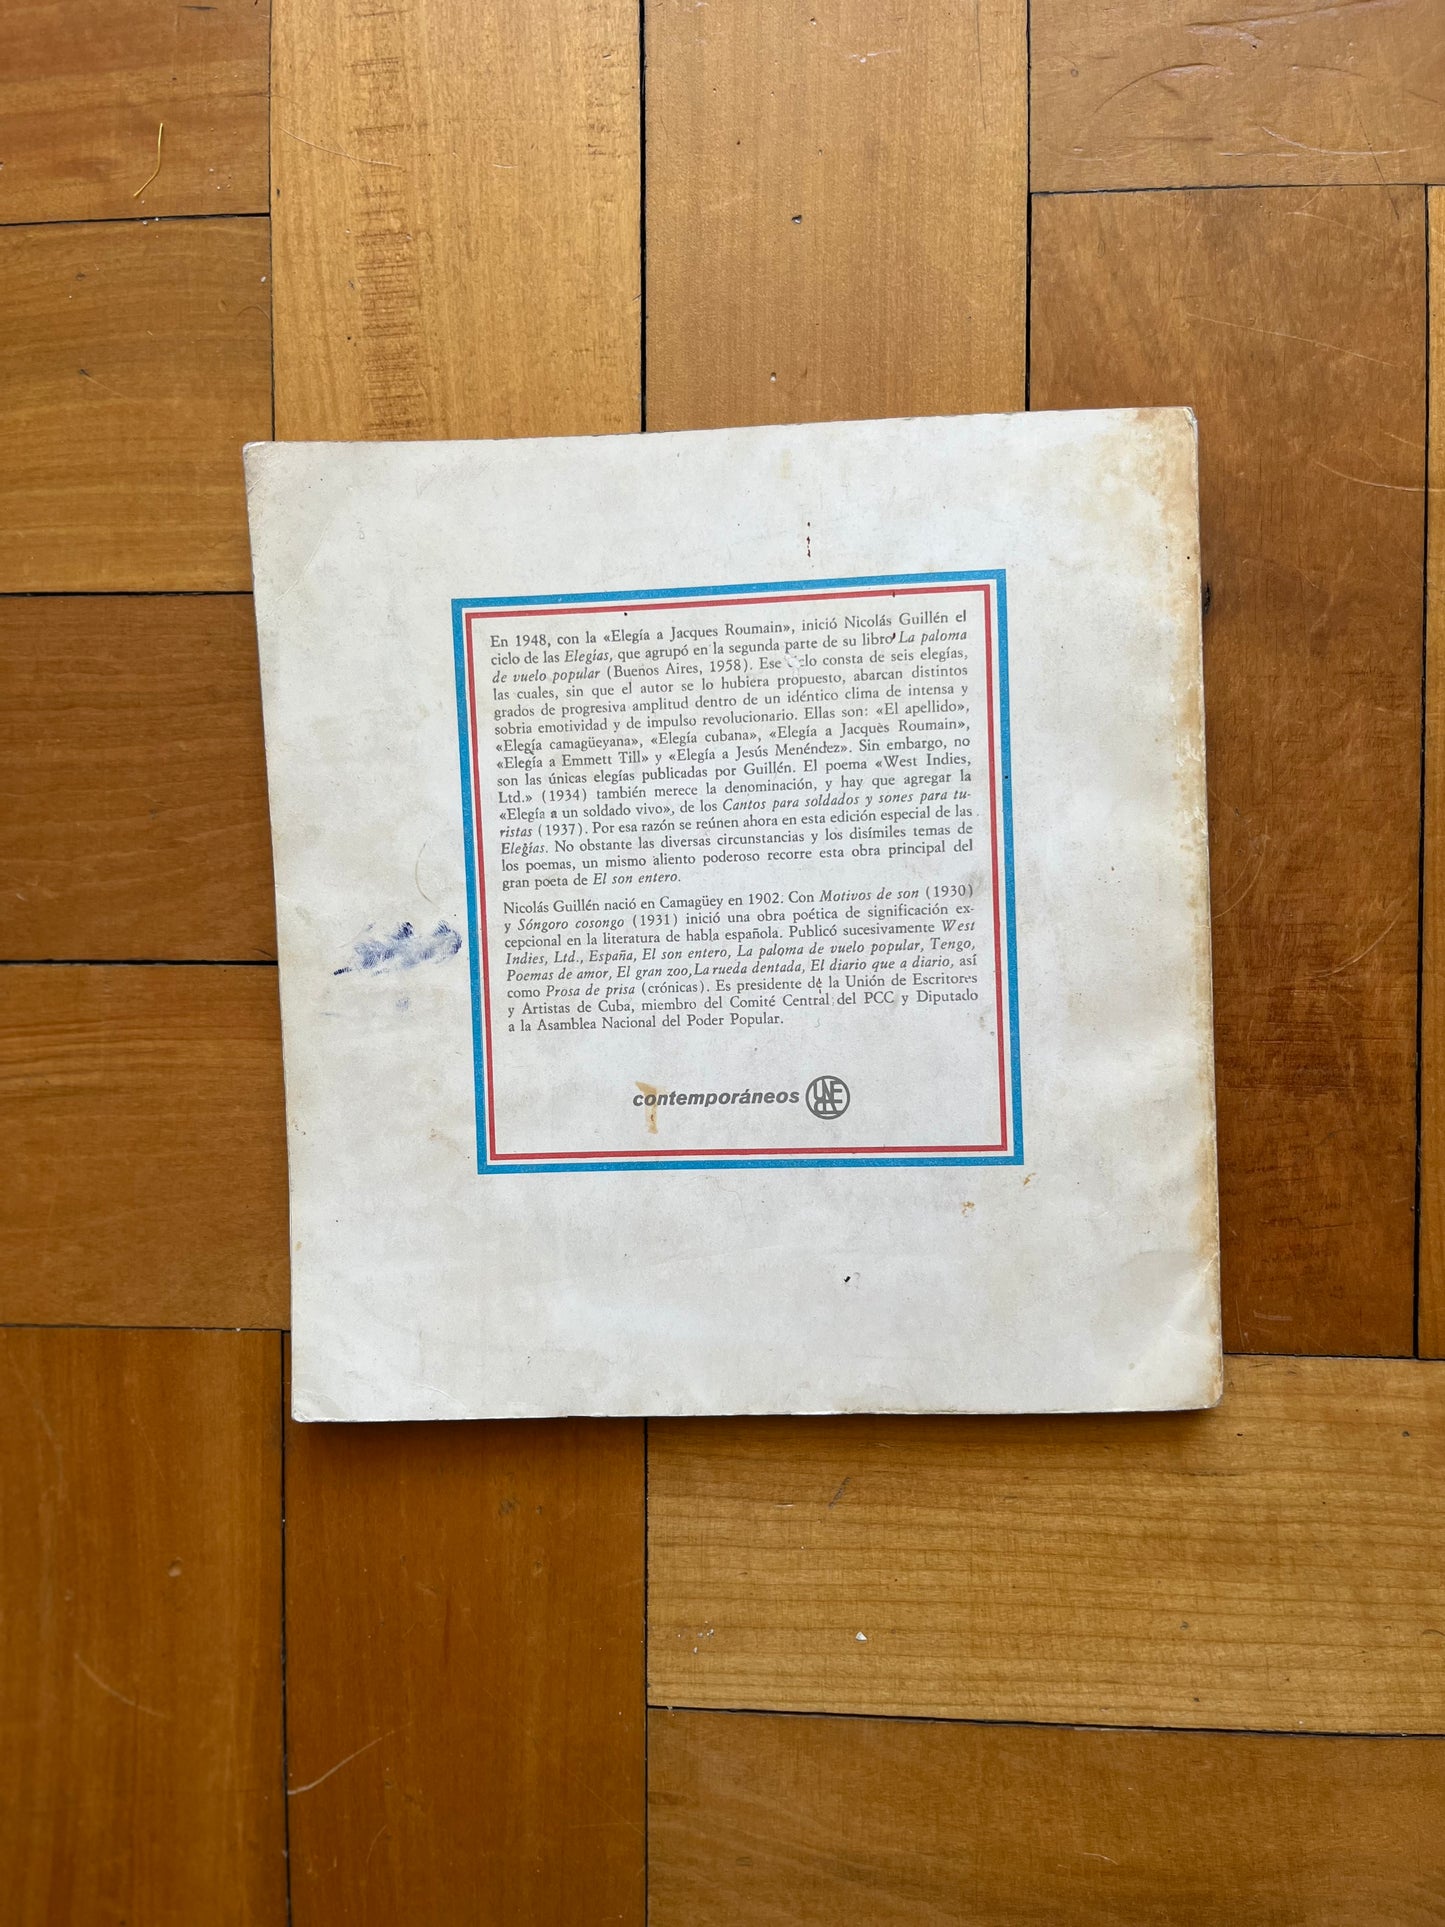 En 1948, con la «Elegía a Jacques Roumain», inició Nicolás Guillén el
ciclo de las Elegías, que agrupó en la segunda parte de su libro La paloma
de vuelo popular (Buenos Aires, 1958). Ese ciclo consta de seis elegías,
las cuales, sin que el autor se lo hubiera propuesto, abarcan distintos
grados de progresiva amplitud dentro de un idéntico clima de intensa y
sobria emotividad y de impulso revolucionario. Ellas son: «El apellido»,
«Elegía camagüeyana», «Elegía cubana», «Elegía a Jacques Roumain»,
«Elegía a Emmett Till» y «Elegía a Jesús Menéndez». Sin embargo, no
son las únicas elegías publicadas por Guillén. El poema «West Indies,
Ltd.» (1934) también merece la denominación, y hay que agregar la
«Elegía a un soldado vivo», de los Cantos para soldados y sones para tu-
ristas (1937). Por esa razón se reúnen ahora en esta edición especial de las
Elegías. No obstante las diversas circunstancias y los disímiles temas de
los poemas, un mismo aliento poderoso recorre esta obra principal del
gran poeta de El son entero.
Nicolás Guillén nació en Camagüey en 1902. Con Motivos de son (1930)
y Sóngoro cosongo (1931) inició una obra poética de significación ex-
cepcional en la literatura de habla española. Publicó sucesivamente West
Indies, Ltd., España, El son entero, La paloma de vuelo popular, Tengo,
Poemas de amor, El gran zoo, La rueda dentada, El diario que a diario, así
como Prosa de prisa (crónicas). Es presidente de la Unión de Escritores
y Artistas de Cuba, miembro del Comité Central del PCC y Diputado
a la Asamblea Nacional del Poder Popular.
contemporáneos